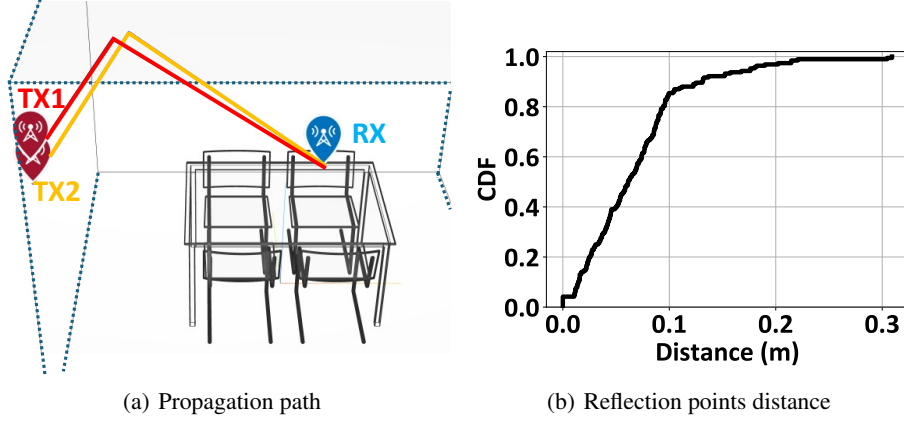 TX1
TX2
RX
(a) Propagation path
1.0
0.8
0.6
0.4
0.2
0.0
CDF
0.0 0.1 0.2 0.3
Distance (m)
(b) Reflection points distance